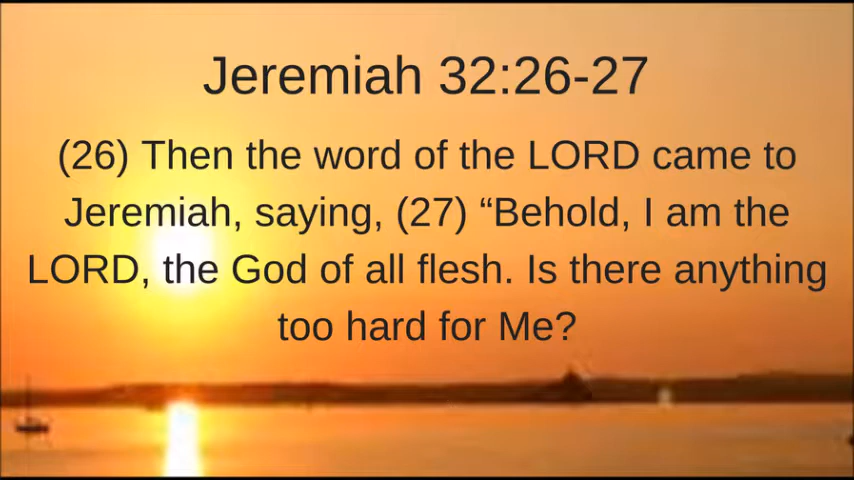 Jeremiah 32:26-27
(26) Then the word of the LORD came to
Jeremiah, saying, (27) “Behold, I am the
LORD, the God of all flesh. Is there anything
too hard for Me?